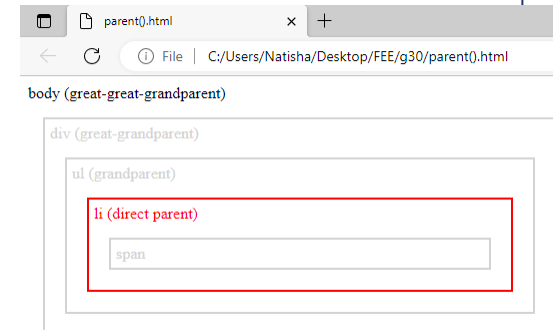 parent().html
File C:/Users/Natisha/Desktop/FEE/g30/parent().html
body (great-great-grandparent)
div (great-grandparent)
ul (grandparent)
li (direct parent)
span